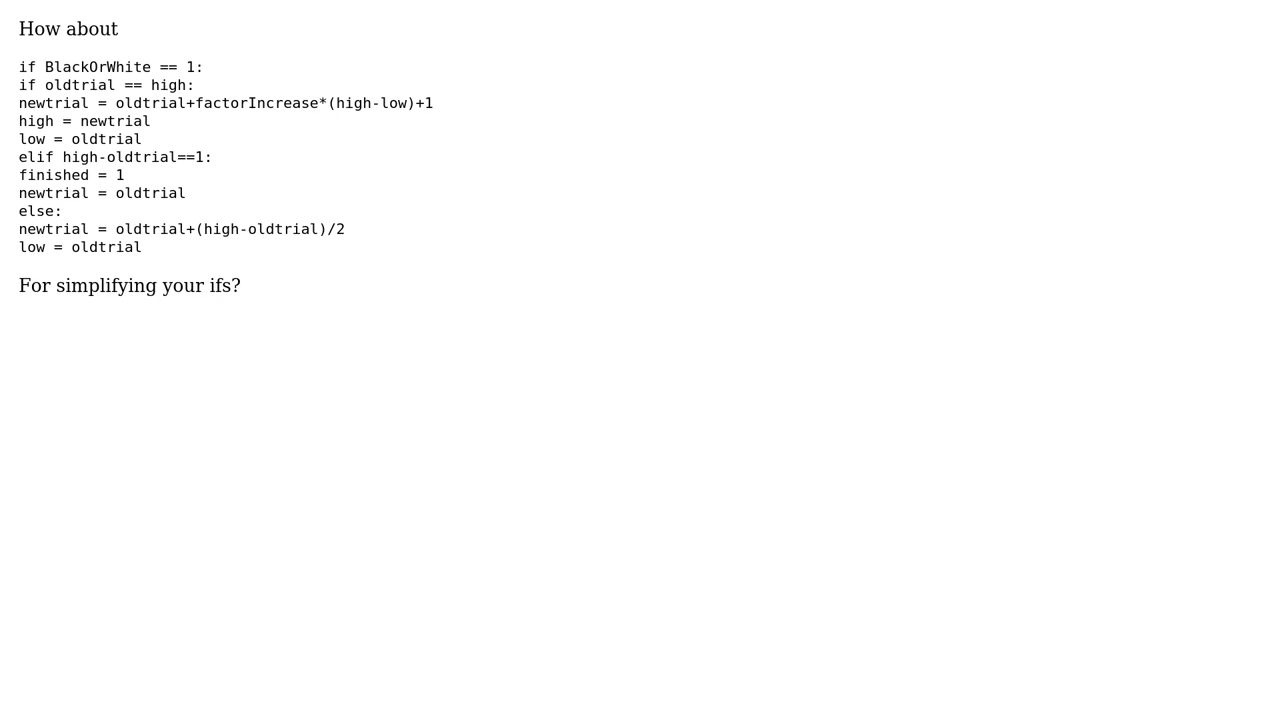 How about
if BlackOrWhite == 1:
if oldtrial == high:
newtrial = oldtrial+factorIncrease*(high-low)+1
high = newtrial
low = oldtrial
elif high-oldtrial==1:
finished = 1
newtrial = oldtrial
else:
newtrial = oldtrial+(high-oldtrial)/2
low = oldtrial
For simplifying your ifs?